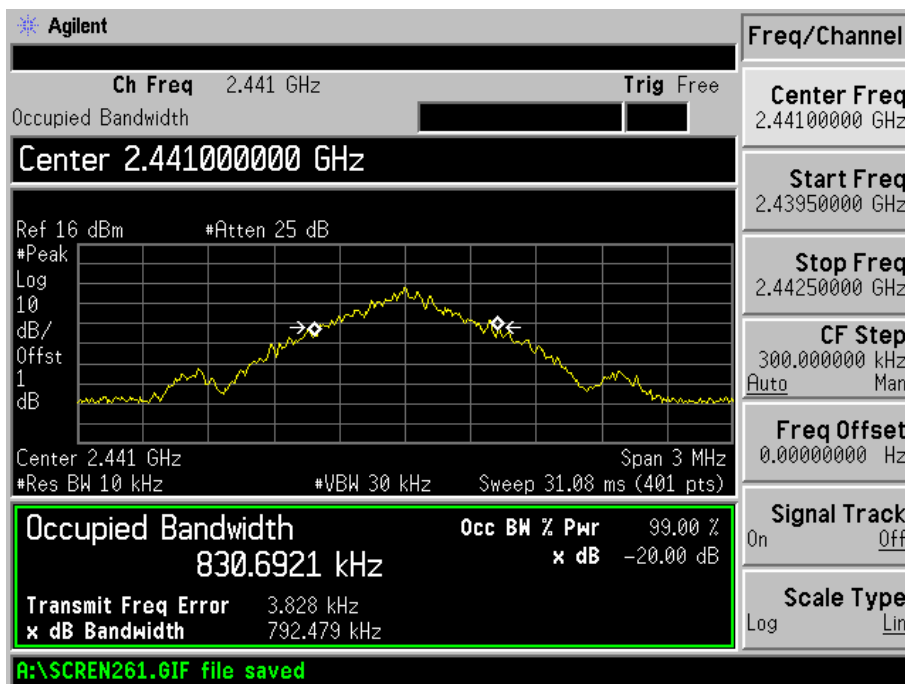 Agilent
Freq/Channel
Ch Freq 2.441 GHz Trig Free
Occupied Bandwidth
Center 2.441000000 GHz
Ref 16 dBm #Atten 25 dB
#Peak
Log
10
dB/
Offst
1
dB
Center 2.441 GHz Span 3 MHz
#Res BW 10 kHz #VBW 30 kHz Sweep 31.08 ms (401 pts)
Occupied Bandwidth
830.6921 kHz
Occ BW % Pwr 99.00 %
x dB -20.00 dB
Transmit Freq Error 3.828 kHz
x dB Bandwidth 792.479 kHz
A:\SCREN261.GIF file saved
Center Freq
2.44100000 GHz
Start Freq
2.43950000 GHz
Stop Freq
2.44250000 GHz
CF Step
300.000000 kHz
Auto Man
Freq Offset
0.00000000 Hz
Signal Track
On Off
Scale Type
Log Lin